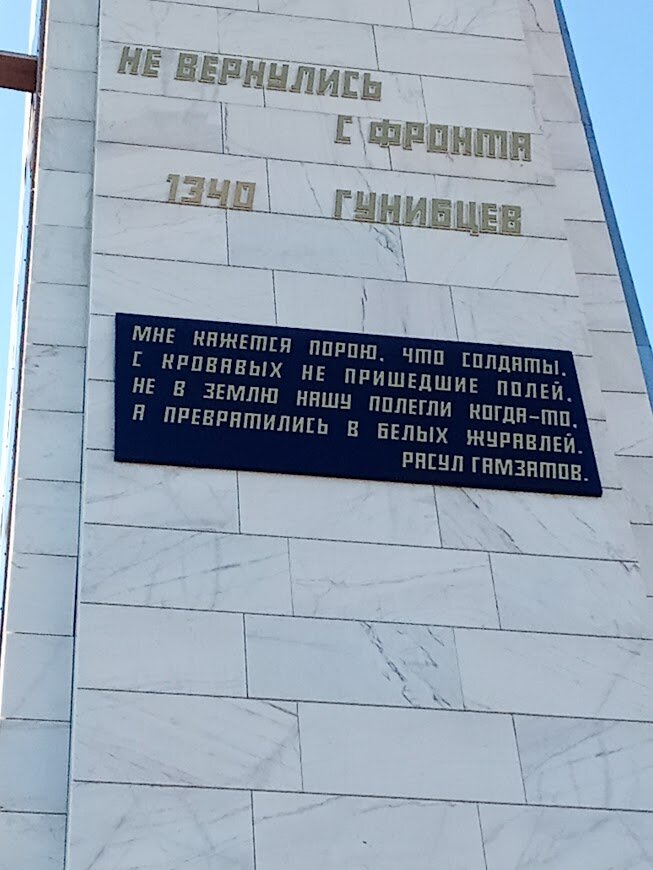 НЕ ВЕРНУЛИСЬ
С ФРОНТА
1340 ГУНИБЦЕВ
МНЕ КАЖЕТСЯ ПОРОЮ, ЧТО СОЛДАТЫ,
С КРОВАВЫХ НЕ ПРИШЕДШИЕ ПОЛЕЙ,
НЕ В ЗЕМЛЮ НАШУ ПОЛЕГЛИ КОГДА-ТО,
А ПРЕВРАТИЛИСЬ В БЕЛЫХ ЖУРАВЛЕЙ.
РАСУЛ ГАМЗАТОВ.